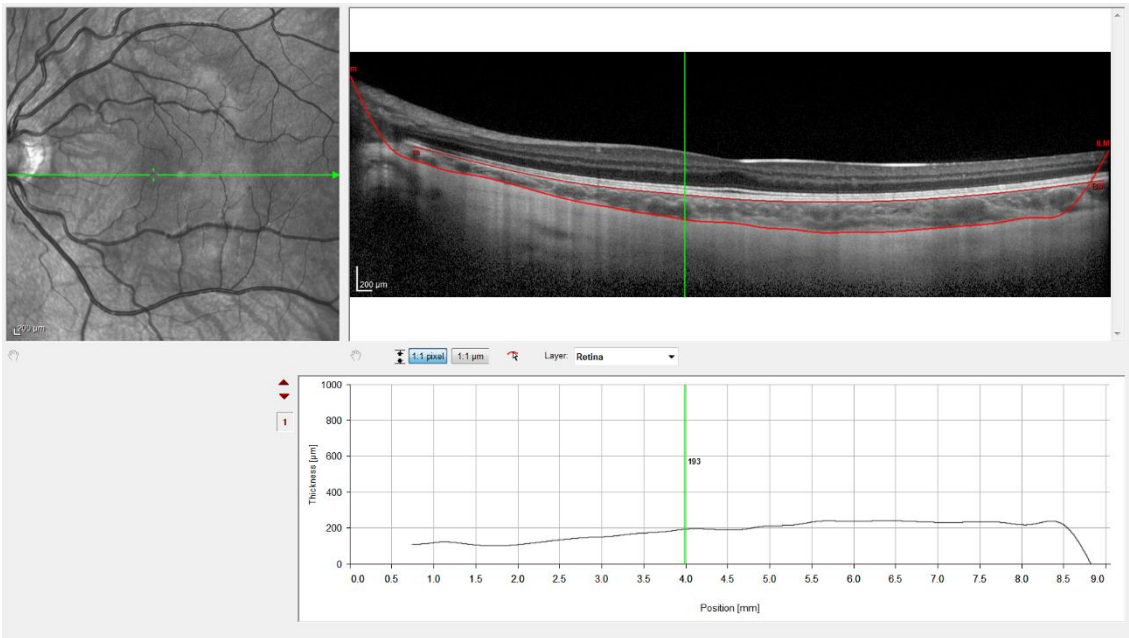 ILM
200 µm
200 µm
1:1 pixel 1:1 µm Layer: Retina
1
1000
800
600
400
200
0
Thickness [µm]
193
0.0 0.5 1.0 1.5 2.0 2.5 3.0 3.5 4.0 4.5 5.0 5.5 6.0 6.5 7.0 7.5 8.0 8.5 9.0
Position [mm]